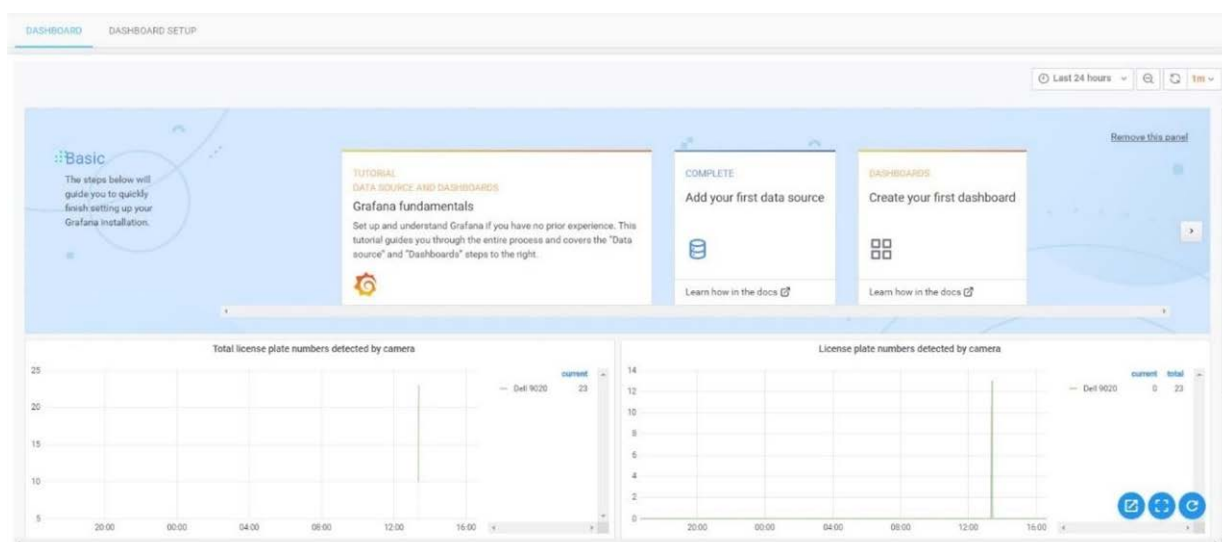 DASHBOARD DASHBOARD SETUP
Last 24 hours 1m
Remove this panel
Basic
The steps below will
guide you to quickly
finish setting up your
Grafana installation.
TUTORIAL
DATA SOURCE AND DASHBOARDS
Grafana fundamentals
Set up and understand Grafana if you have no prior experience. This
tutorial guides you through the entire process and covers the "Data
source" and "Dashboards" steps to the right.
COMPLETE
Add your first data source
Learn how in the docs
DASHBOARDS
Create your first dashboard
Learn how in the docs
Total license plate numbers detected by camera
25
20
15
10
5
20:00 00:00 04:00 08:00 12:00 16:00
current
Dell 9020 23
License plate numbers detected by camera
14
12
10
8
6
4
2
0
20:00 00:00 04:00 08:00 12:00 16:00
current total
Dell 9020 0 23